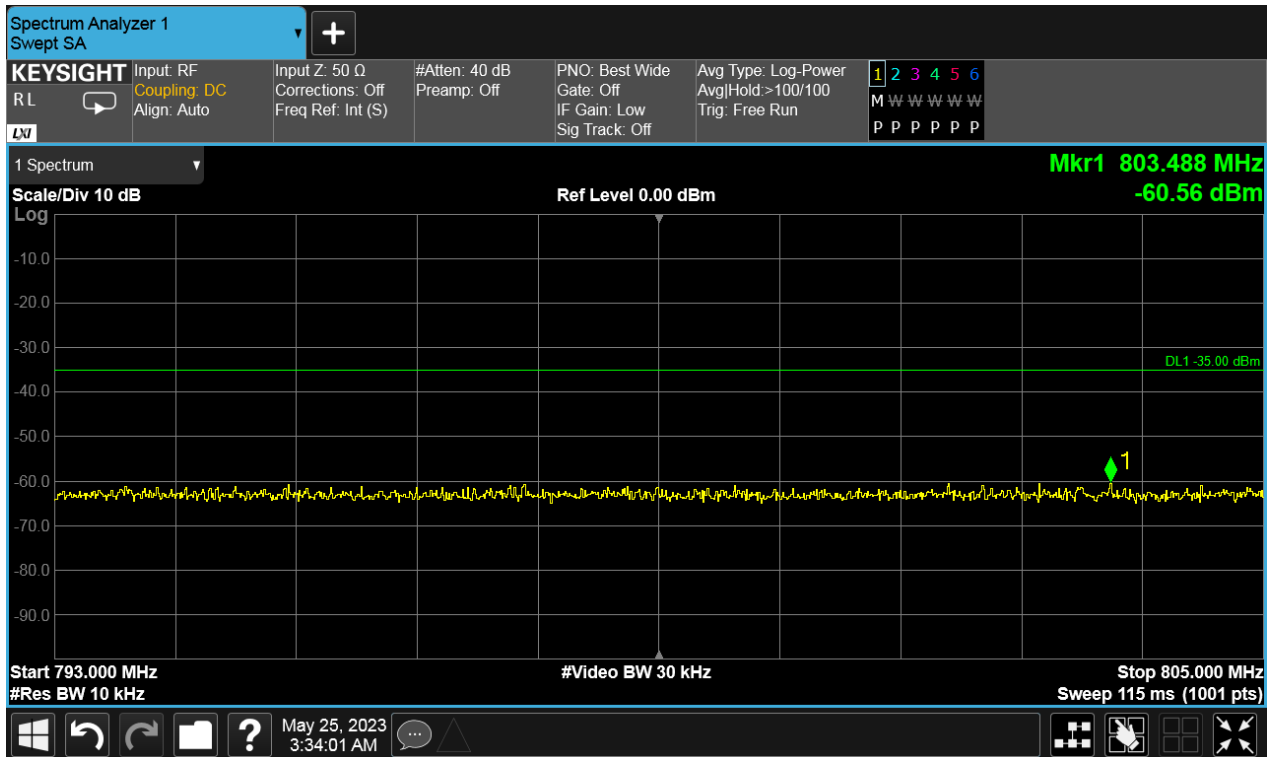 Spectrum Analyzer 1
Swept SA
KEYSIGHT
RL
LXI
Input: RF
Coupling: DC
Align: Auto
Input Z: 50 Ω
Corrections: Off
Freq Ref: Int (S)
#Atten: 40 dB
Preamp: Off
PNO: Best Wide
Gate: Off
IF Gain: Low
Sig Track: Off
Avg Type: Log-Power
Avg|Hold:>100/100
Trig: Free Run
1 2 3 4 5 6
M W W W W W
P P P P P P
1 Spectrum
Mkr1 803.488 MHz
-60.56 dBm
Scale/Div 10 dB
Ref Level 0.00 dBm
Log
-10.0
-20.0
-30.0
DL1 -35.00 dBm
-40.0
-50.0
1
-60.0
-70.0
-80.0
-90.0
Start 793.000 MHz
#Video BW 30 kHz
Stop 805.000 MHz
#Res BW 10 kHz
Sweep 115 ms (1001 pts)
?
May 25, 2023
3:34:01 AM